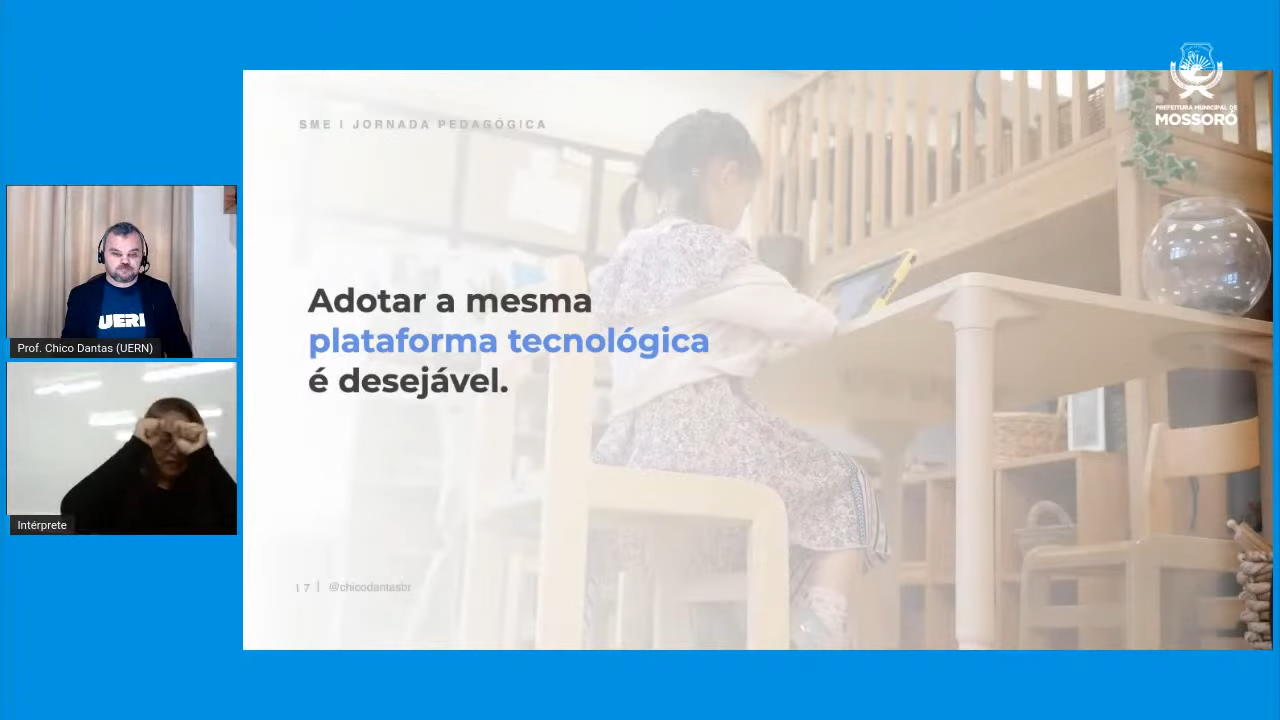 PREFEITURA MUNICIPAL DE
MOSSORÓ
SME | JORNADA PEDAGÓGICA
Adotar a mesma
plataforma tecnológica
é desejável.
UERN
Prof. Chico Dantas (UERN)
Intérprete
17 | @chicodantasbr